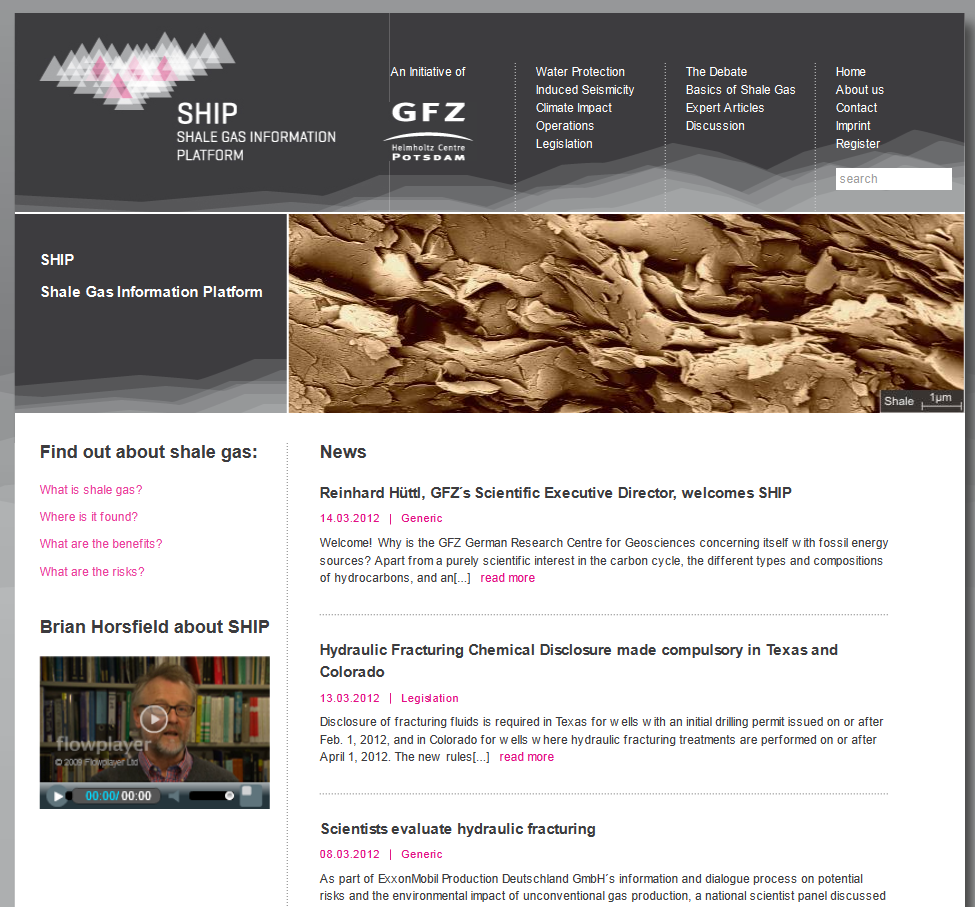 SHIP
SHALE GAS INFORMATION
PLATFORM
An Initiative of
GFZ
Helmholtz Centre
POTSDAM
Water Protection
Induced Seismicity
Climate Impact
Operations
Legislation
The Debate
Basics of Shale Gas
Expert Articles
Discussion
Home
About us
Contact
Imprint
Register
search
SHIP
Shale Gas Information Platform
Shale 1µm
Find out about shale gas:
What is shale gas?
Where is it found?
What are the benefits?
What are the risks?
Brian Horsfield about SHIP
flowplayer
© 2009 Flowplayer Ltd
00:00/ 00:00
News
Reinhard Hüttl, GFZ´s Scientific Executive Director, welcomes SHIP
14.03.2012 | Generic
Welcome! Why is the GFZ German Research Centre for Geosciences concerning itself with fossil energy
sources? Apart from a purely scientific interest in the carbon cycle, the different types and compositions
of hydrocarbons, and an[...] read more
Hydraulic Fracturing Chemical Disclosure made compulsory in Texas and
Colorado
13.03.2012 | Legislation
Disclosure of fracturing fluids is required in Texas for wells with an initial drilling permit issued on or after
Feb. 1, 2012, and in Colorado for wells where hydraulic fracturing treatments are performed on or after
April 1, 2012. The new rules[...] read more
Scientists evaluate hydraulic fracturing
08.03.2012 | Generic
As part of ExxonMobil Production Deutschland GmbH´s information and dialogue process on potential
risks and the environmental impact of unconventional gas production, a national scientist panel discussed